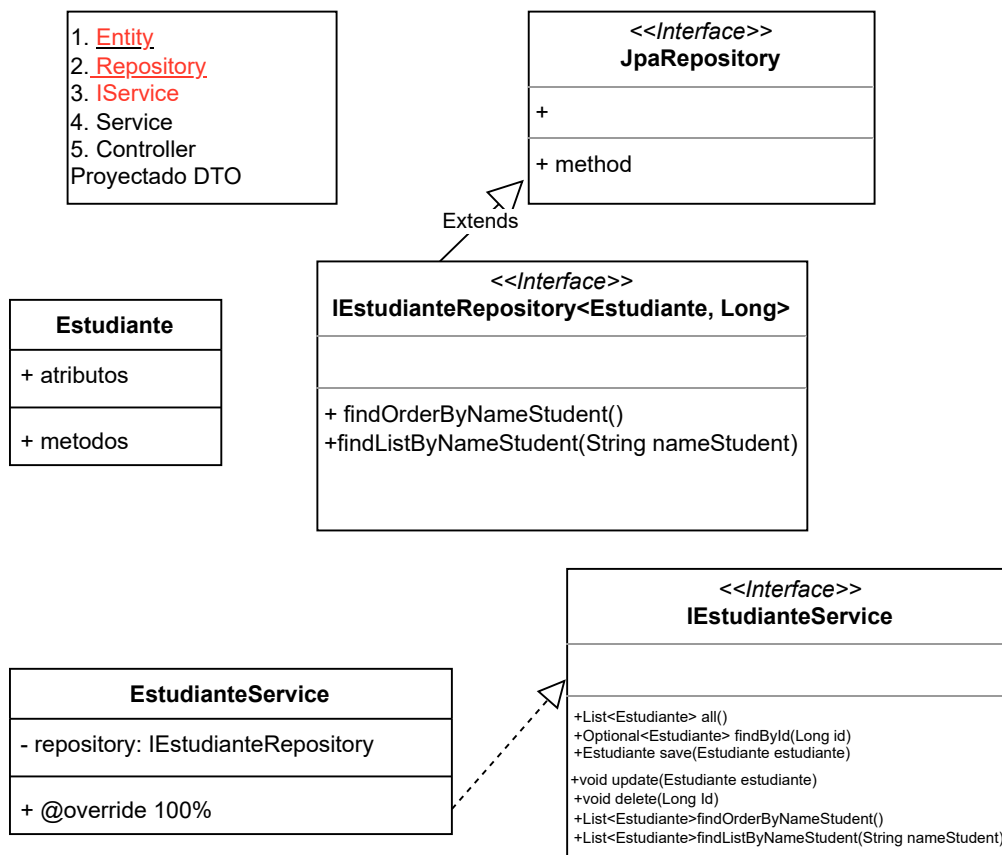 1. Entity
2. Repository
3. IService
4. Service
5. Controller
Proyectado DTO
<<Interface>>
JpaRepository
+
+ method
Extends
<<Interface>>
IEstudianteRepository<Estudiante, Long>
+ findOrderByNameStudent()
+findListByNameStudent(String nameStudent)
Estudiante
+ atributos
+ metodos
<<Interface>>
IEstudianteService
+List<Estudiante> all()
+Optional<Estudiante> findById(Long id)
+Estudiante save(Estudiante estudiante)
+void update(Estudiante estudiante)
+void delete(Long Id)
+List<Estudiante>findOrderByNameStudent()
+List<Estudiante>findListByNameStudent(String nameStudent)
EstudianteService
- repository: IEstudianteRepository
+ @override 100%